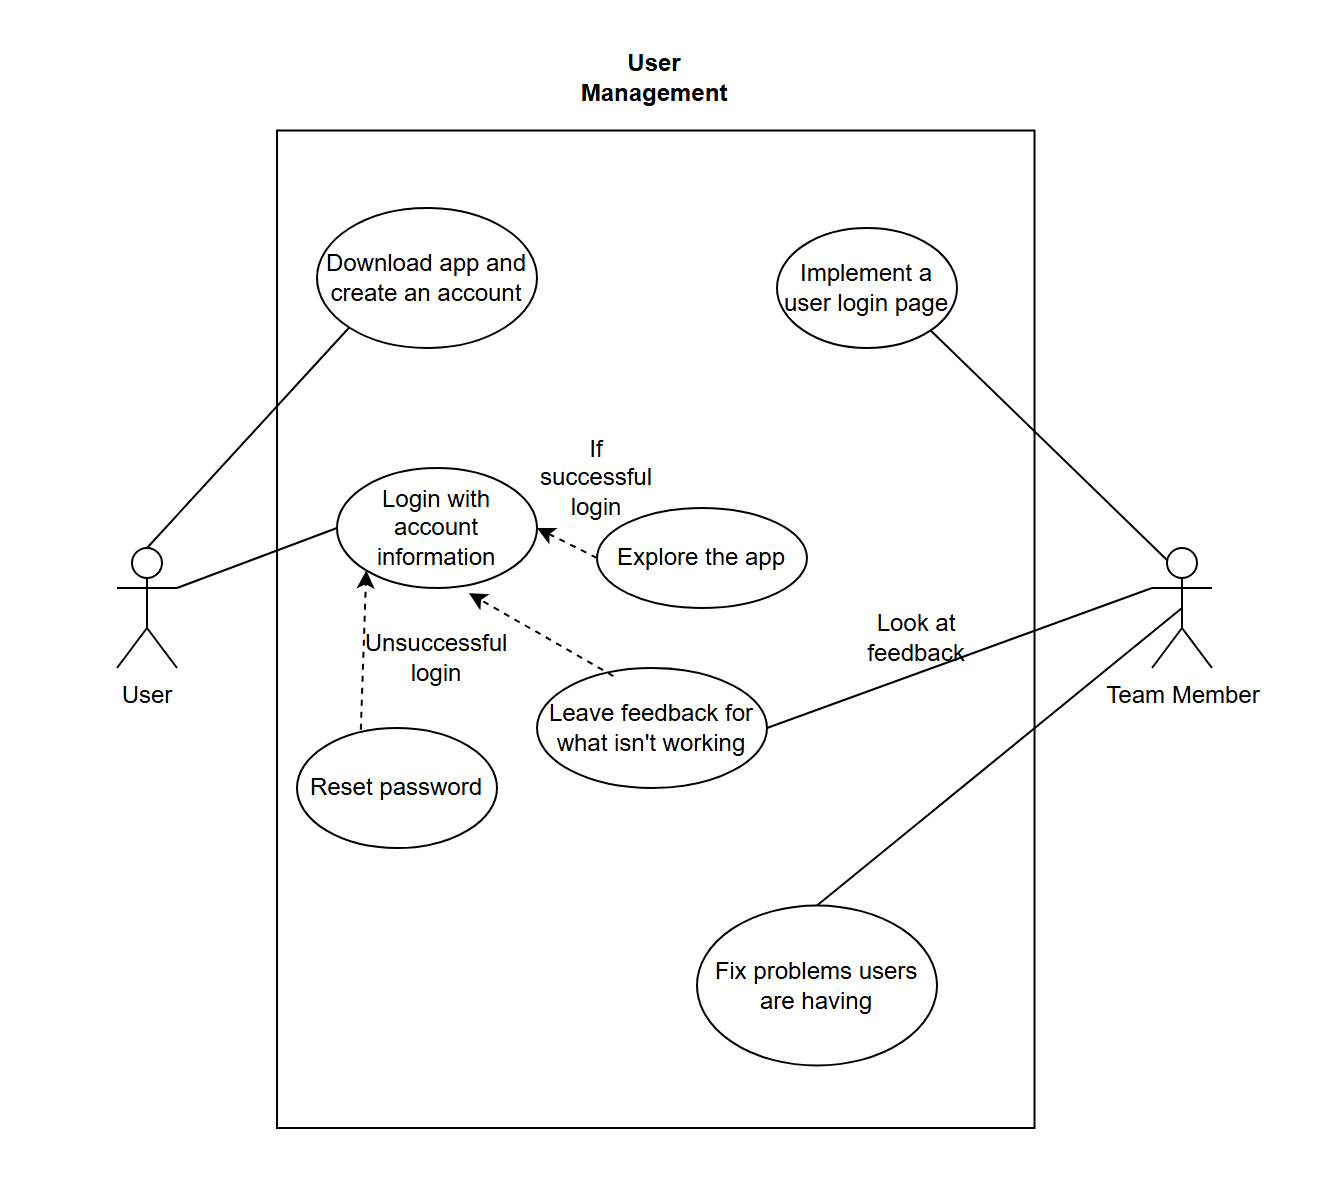 User
Management
Download app and
create an account
Implement a
user login page
If
successful
login
Login with
account
information
Explore the app
Unsuccessful
login
Look at
feedback
User
Team Member
Leave feedback for
what isn't working
Reset password
Fix problems users
are having